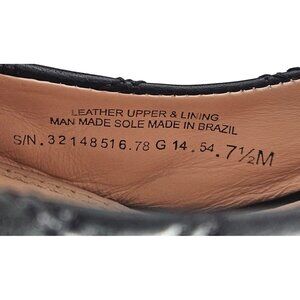 LEATHER UPPER & LINING
MAN MADE SOLE MADE IN BRAZIL
S/N. 32148516.78 G 14.54.7½M